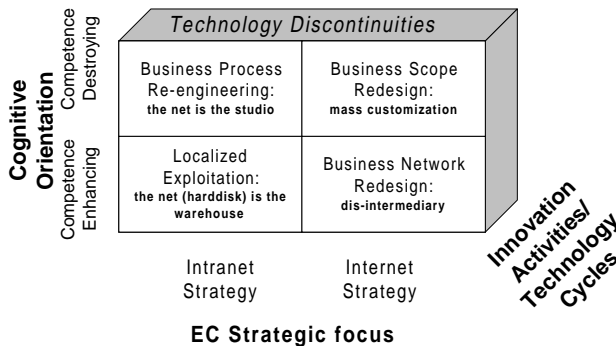 Technology Discontinuities
Cognitive
Orientation
Competence
Destroying
Business Process
Re-engineering:
the net is the studio
Business Scope
Redesign:
mass customization
Competence
Enhancing
Localized
Exploitation:
the net (harddisk) is the
warehouse
Business Network
Redesign:
dis-intermediary
Innovation
Activities/
Technology
Cycles
Intranet
Strategy
Internet
Strategy
EC Strategic focus